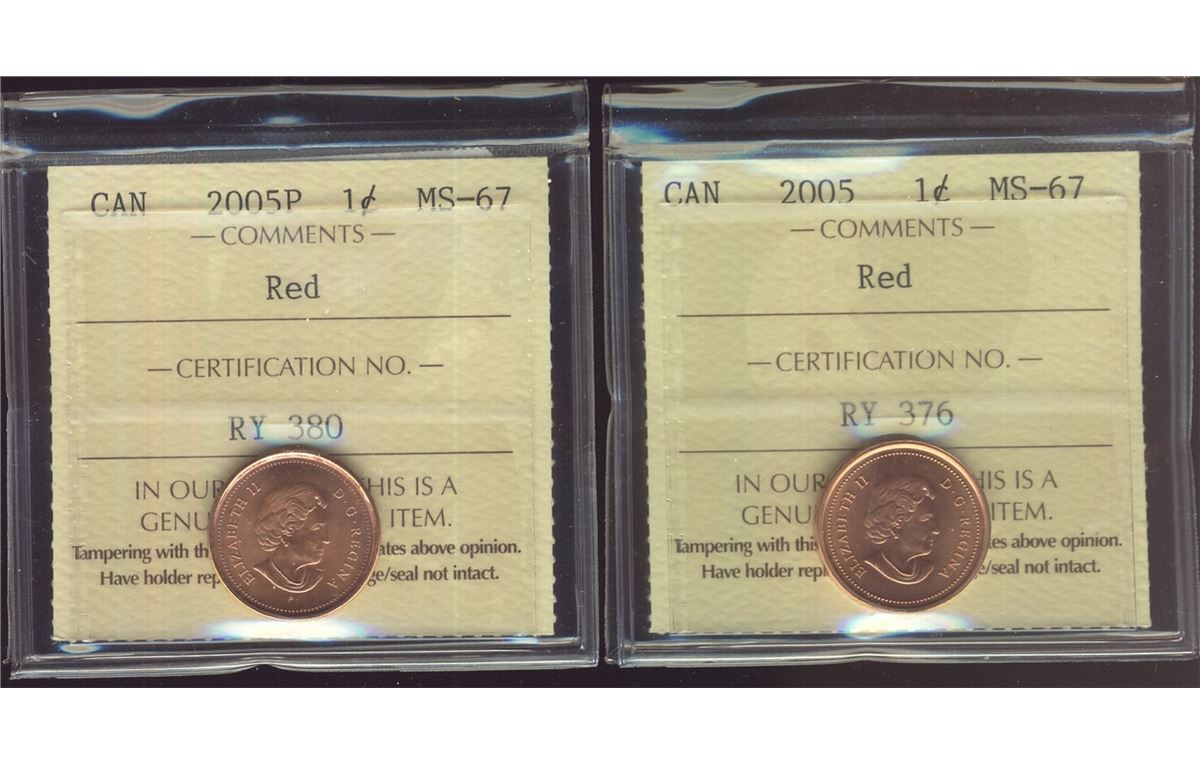 CAN 2005P 1¢ MS-67
— COMMENTS —
Red
— CERTIFICATION NO. —
RY 380
IN OUR HIS IS A
GENU ITEM.
Tampering with th ates above opinion.
Have holder rep ge/seal not intact.
ELIZABETH II D·G·REGINA
P
CAN 2005 1¢ MS-67
— COMMENTS —
Red
— CERTIFICATION NO. —
RY 376
IN OUR HIS IS A
GENU ITEM.
Tampering with this es above opinion.
Have holder rep e/seal not intact.
ELIZABETH II D·G·REGINA